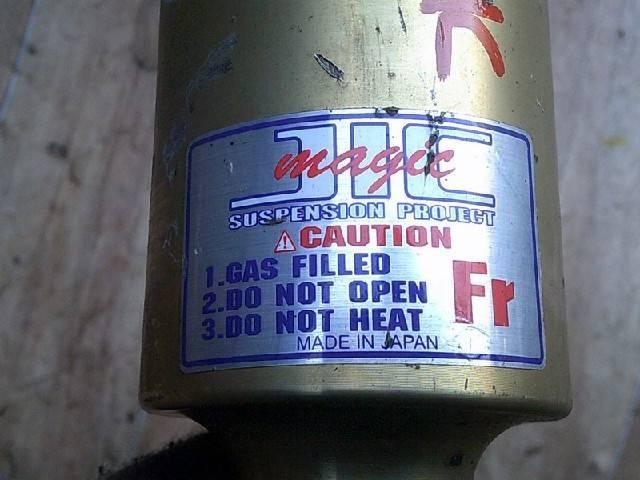 JIC
magic
SUSPENSION PROJECT
CAUTION
1.GAS FILLED
2.DO NOT OPEN
3.DO NOT HEAT
Fr
MADE IN JAPAN